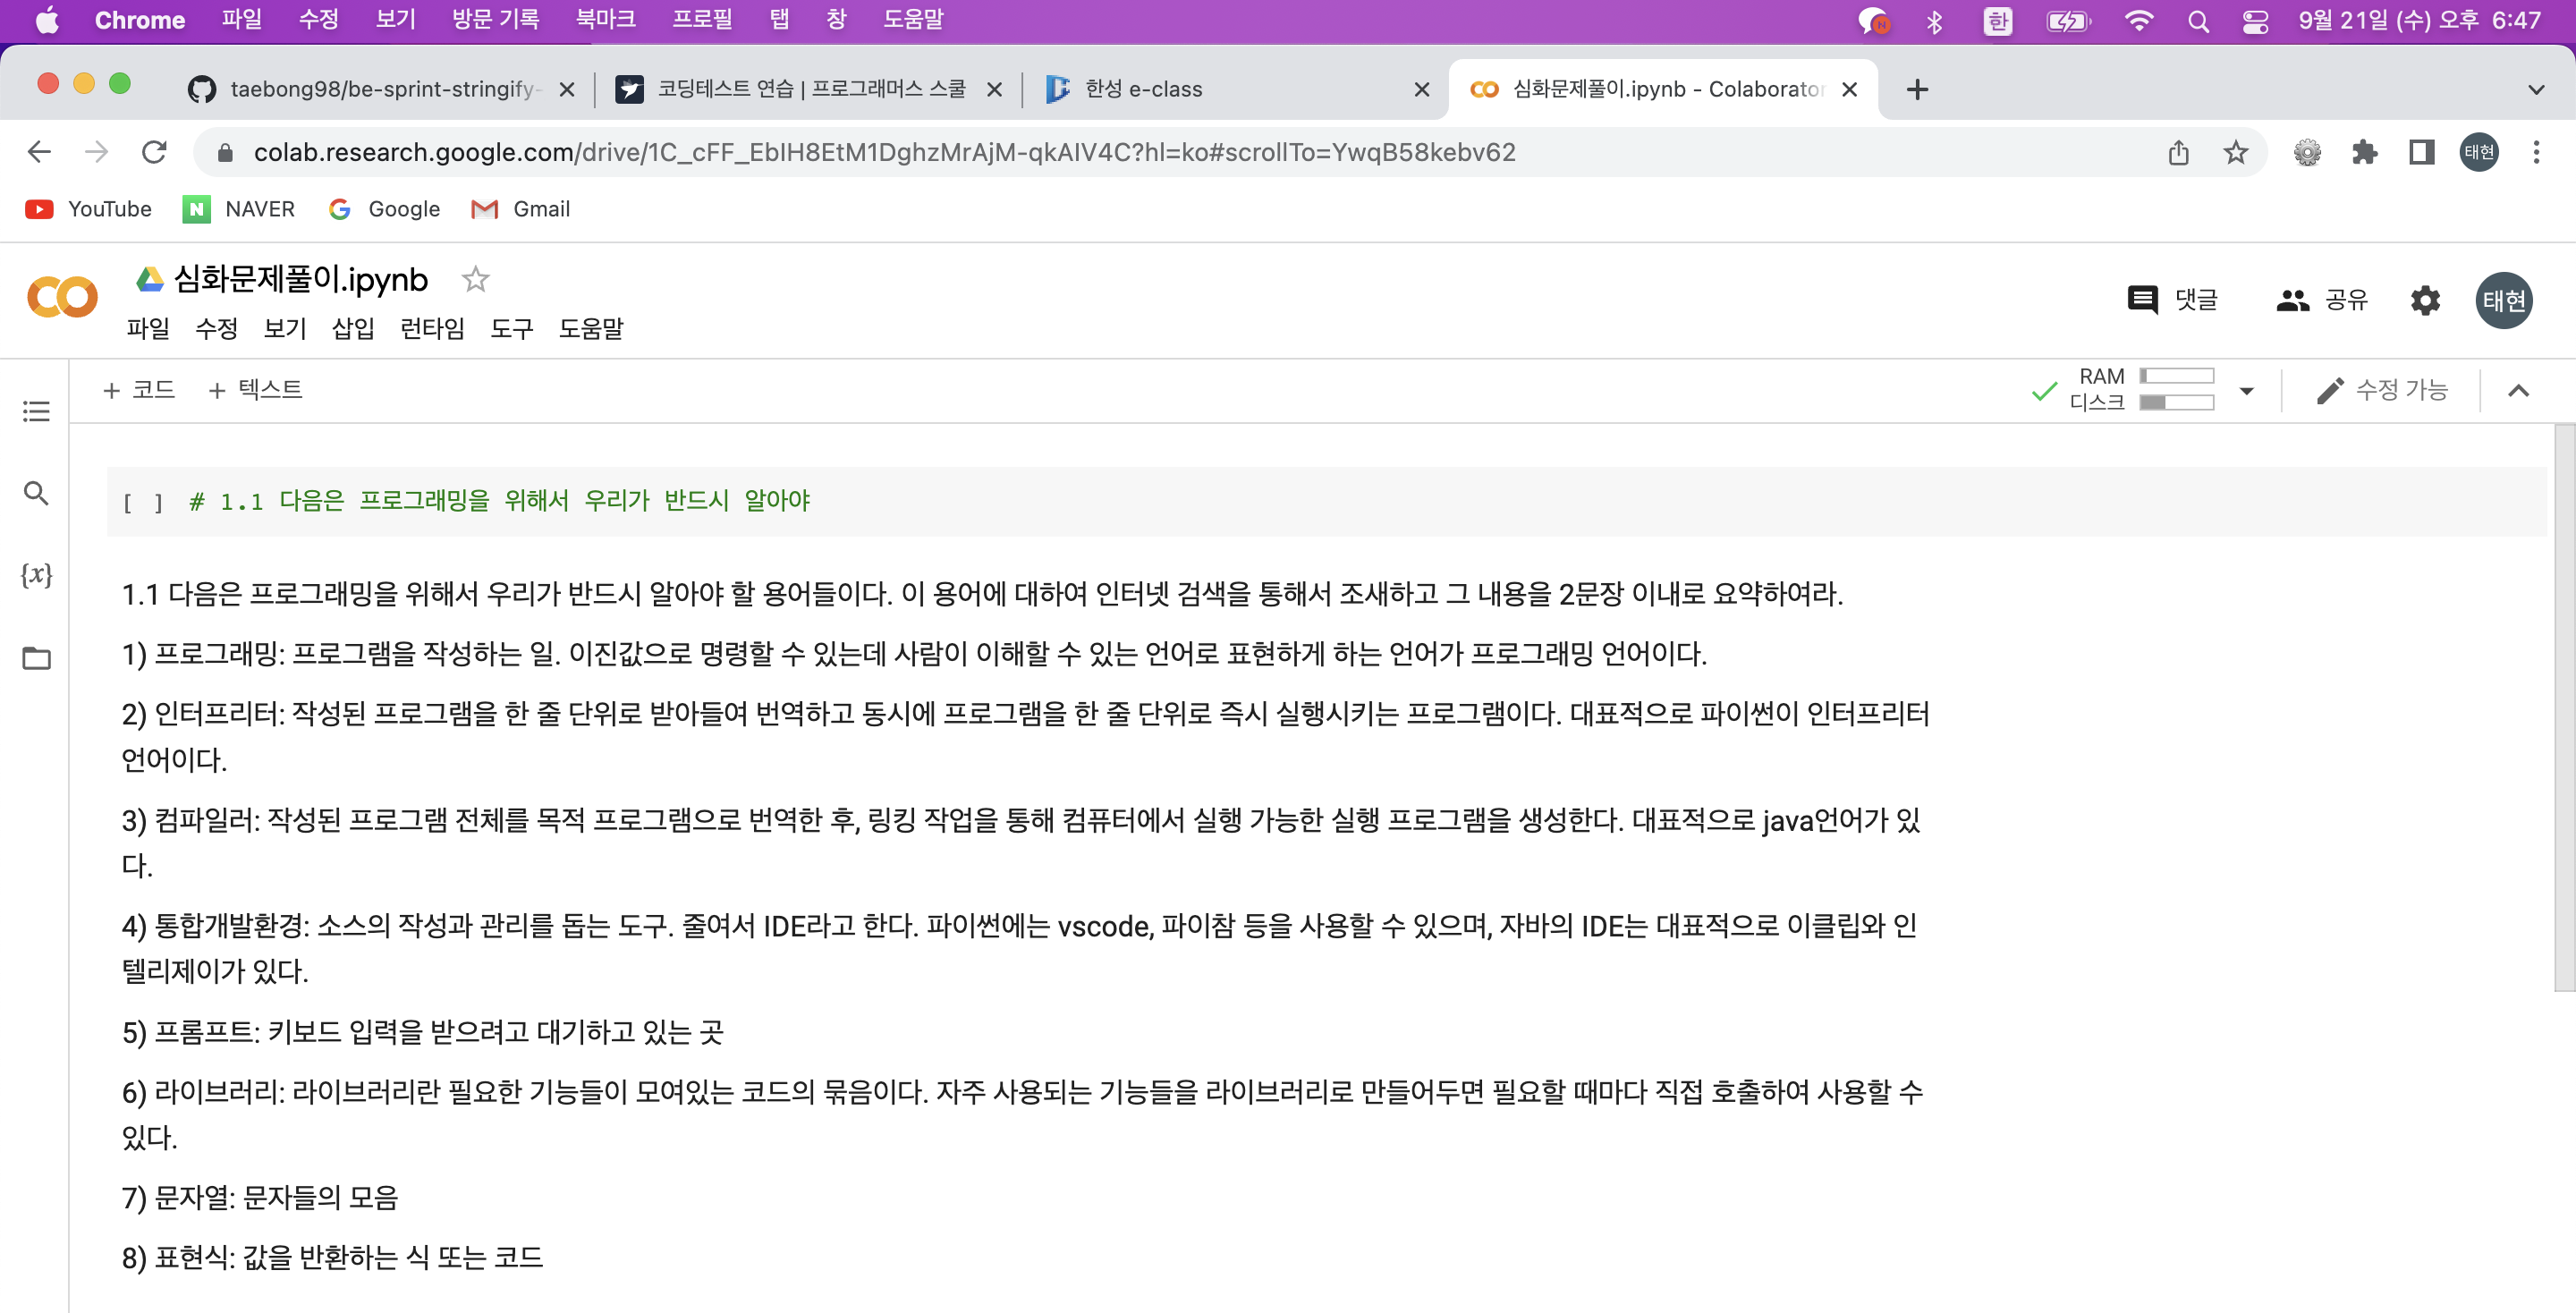 Chrome 파일 수정 보기 방문 기록 북마크 프로필 탭 창 도움말 N 한 9월 21일 (수) 오후 6:47
taebong98/be-sprint-stringify- 코딩테스트 연습 | 프로그래머스 스쿨 한성 e-class 심화문제풀이.ipynb - Colaborator
colab.research.google.com/drive/1C_cFF_EbIH8EtM1DghzMrAjM-qkAIV4C?hl=ko#scrollTo=YwqB58kebv62 태현
YouTube N NAVER Google Gmail
심화문제풀이.ipynb
댓글 공유 태현
파일 수정 보기 삽입 런타임 도구 도움말
+ 코드 + 텍스트 RAM 디스크 수정 가능
[ ] # 1.1 다음은 프로그래밍을 위해서 우리가 반드시 알아야
{x}
1.1 다음은 프로그래밍을 위해서 우리가 반드시 알아야 할 용어들이다. 이 용어에 대하여 인터넷 검색을 통해서 조새하고 그 내용을 2문장 이내로 요약하여라.
1) 프로그래밍: 프로그램을 작성하는 일. 이진값으로 명령할 수 있는데 사람이 이해할 수 있는 언어로 표현하게 하는 언어가 프로그래밍 언어이다.
2) 인터프리터: 작성된 프로그램을 한 줄 단위로 받아들여 번역하고 동시에 프로그램을 한 줄 단위로 즉시 실행시키는 프로그램이다. 대표적으로 파이썬이 인터프리터
언어이다.
3) 컴파일러: 작성된 프로그램 전체를 목적 프로그램으로 번역한 후, 링킹 작업을 통해 컴퓨터에서 실행 가능한 실행 프로그램을 생성한다. 대표적으로 java언어가 있
다.
4) 통합개발환경: 소스의 작성과 관리를 돕는 도구. 줄여서 IDE라고 한다. 파이썬에는 vscode, 파이참 등을 사용할 수 있으며, 자바의 IDE는 대표적으로 이클립와 인
텔리제이가 있다.
5) 프롬프트: 키보드 입력을 받으려고 대기하고 있는 곳
6) 라이브러리: 라이브러리란 필요한 기능들이 모여있는 코드의 묶음이다. 자주 사용되는 기능들을 라이브러리로 만들어두면 필요할 때마다 직접 호출하여 사용할 수
있다.
7) 문자열: 문자들의 모음
8) 표현식: 값을 반환하는 식 또는 코드